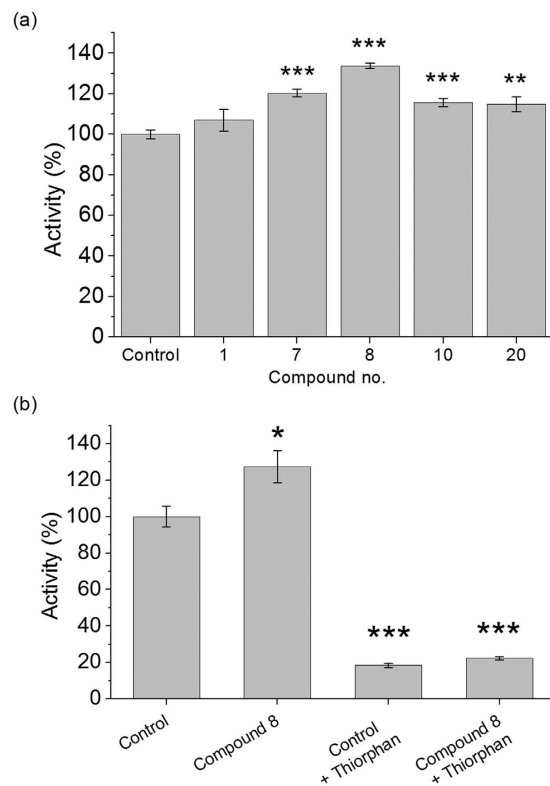 (a)
Activity (%)
140
120
100
80
60
40
20
0
***
***
***
**
Control 1 7 8 10 20
Compound no.
(b)
Activity (%)
140
120
100
80
60
40
20
0
*
***
***
Control
Compound 8
Control
+ Thiorphan
Compound 8
+ Thiorphan